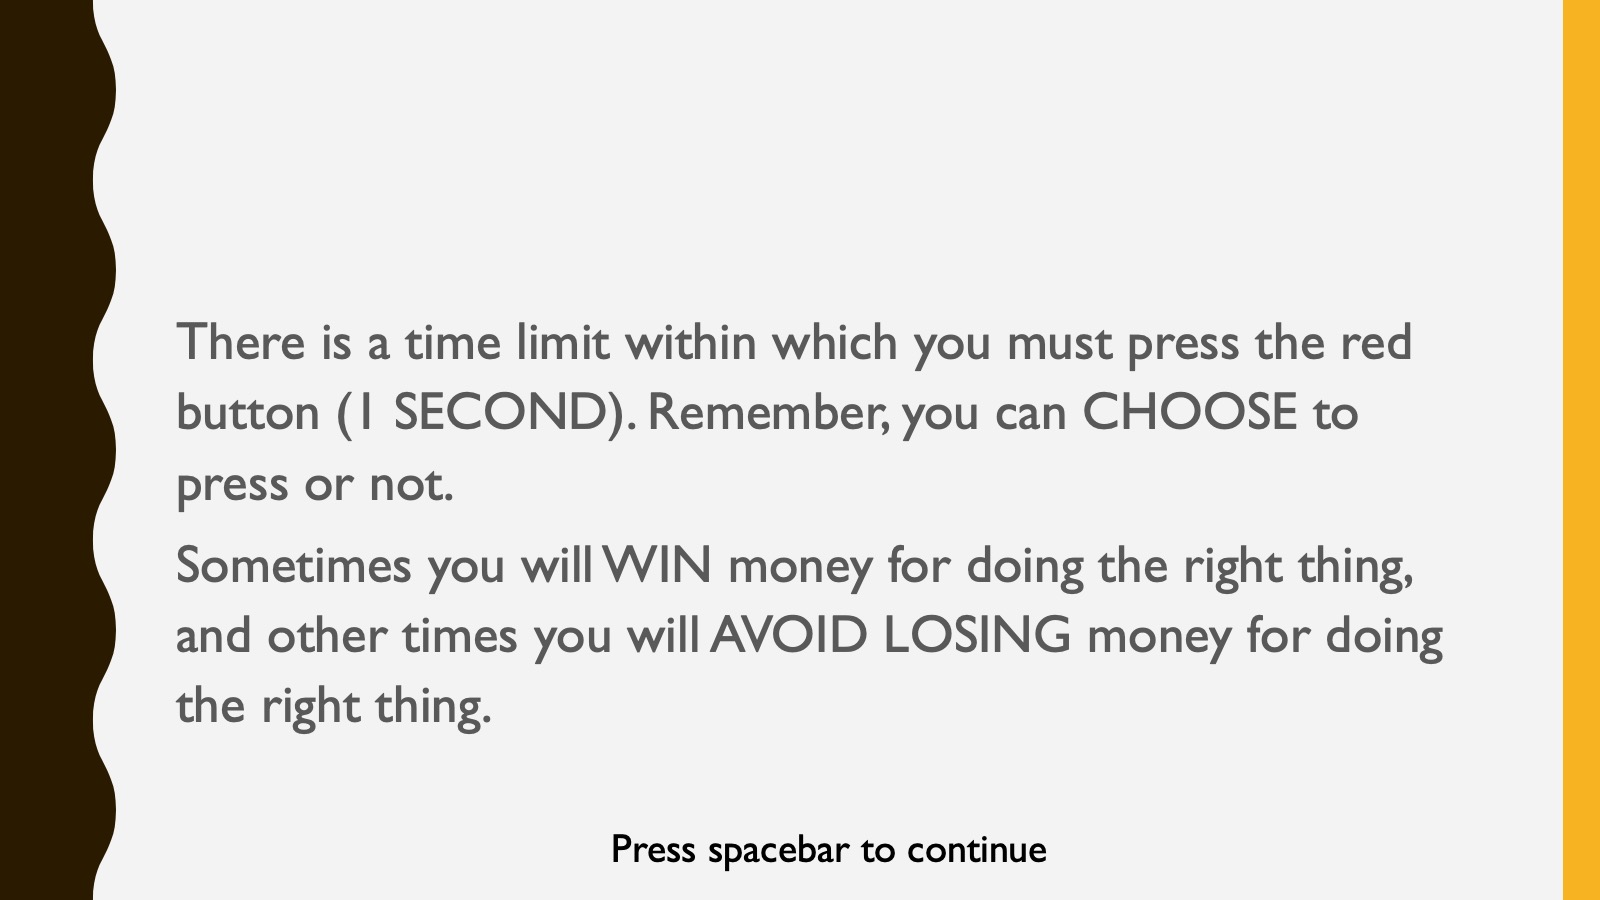 There is a time limit within which you must press the red
button (1 SECOND). Remember, you can CHOOSE to
press or not.
Sometimes you will WIN money for doing the right thing,
and other times you will AVOID LOSING money for doing
the right thing.
Press spacebar to continue